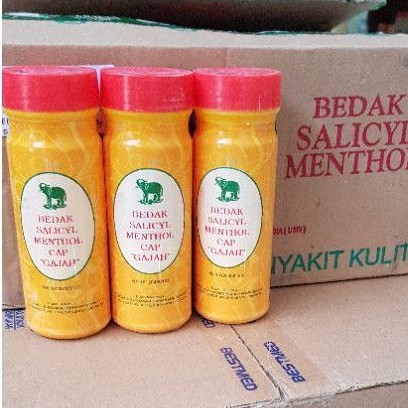 BEDAK
SALICYL
MENTHOL
CAP
"GAJAH"
BEDAK
SALICYL
MENTHOL
CAP
"GAJAH"
BEDAK
SALICYL
MENTHOL
CAP
"GAJAH"
BEDAK
SALICYL
MENTHOL
NYAKIT KULIT
BESTMED
BESTMED
BESTMED